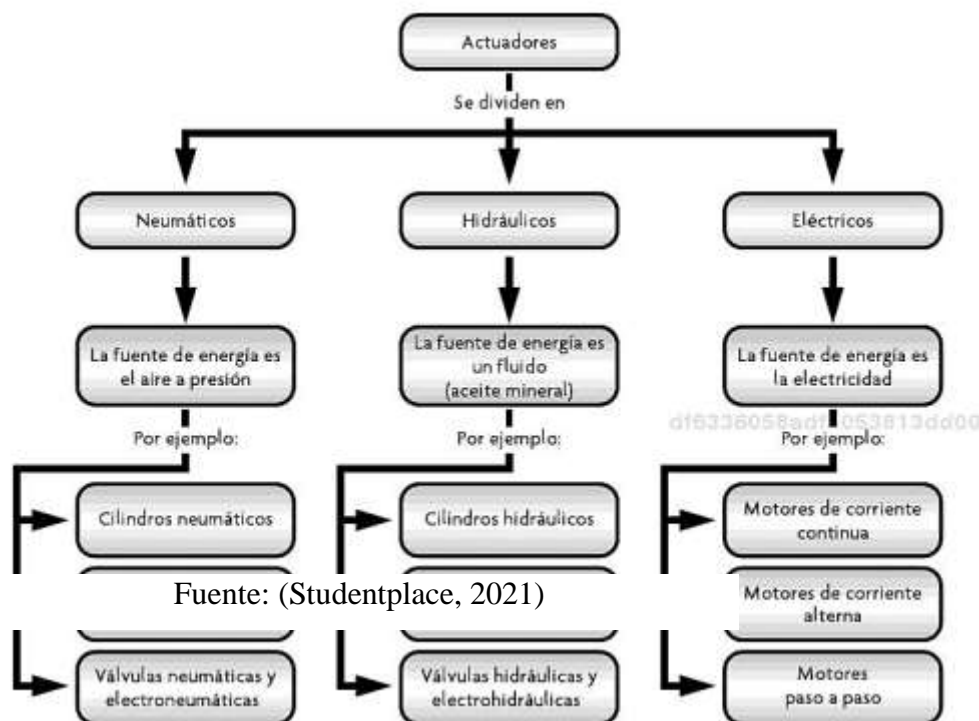 Actuadores
Se dividen en
Neumáticos
Hidráulicos
Eléctricos
La fuente de energía es
el aire a presión
La fuente de energía es
un fluido
(aceite mineral)
La fuente de energía es
la electricidad
Por ejemplo:
Por ejemplo:
Por ejemplo:
Cilindros neumáticos
Cilindros hidráulicos
Motores de corriente
continua
Fuente: (Studentplace, 2021)
Motores de corriente
alterna
Válvulas neumáticas y
electroneumáticas
Válvulas hidráulicas y
electrohidráulicas
Motores
paso a paso